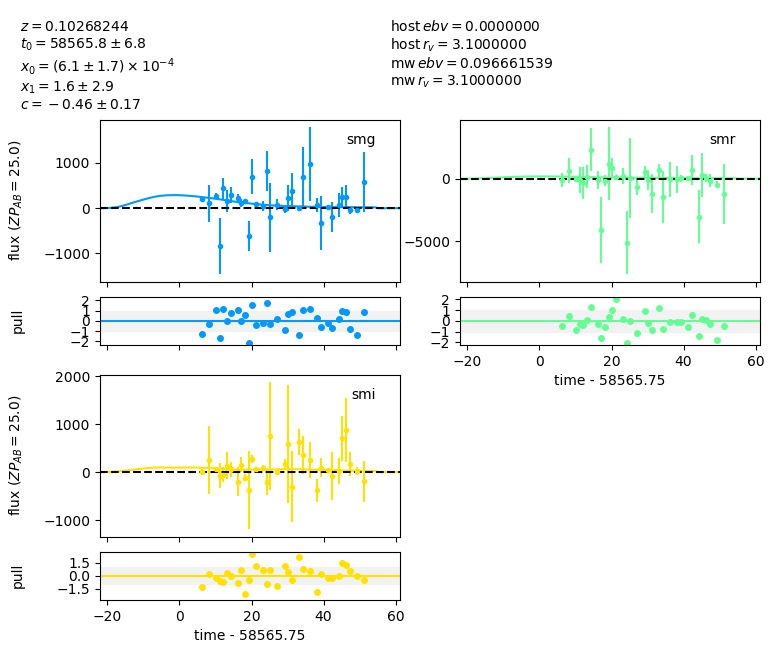 z = 0.10268244
t₀ = 58565.8 ± 6.8
x₀ = (6.1 ± 1.7) × 10⁻⁴
x₁ = 1.6 ± 2.9
c = −0.46 ± 0.17
host ebv = 0.0000000
host r_v = 3.1000000
mw ebv = 0.096661539
mw r_v = 3.1000000
flux (ZP_AB = 25.0)
1000
0
−1000
smg
0
−5000
smr
pull
2
1
0
−1
−2
2
1
0
−1
−2
−20
0
20
40
60
time - 58565.75
flux (ZP_AB = 25.0)
2000
1000
0
−1000
smi
pull
1.5
0.0
−1.5
−20
0
20
40
60
time - 58565.75